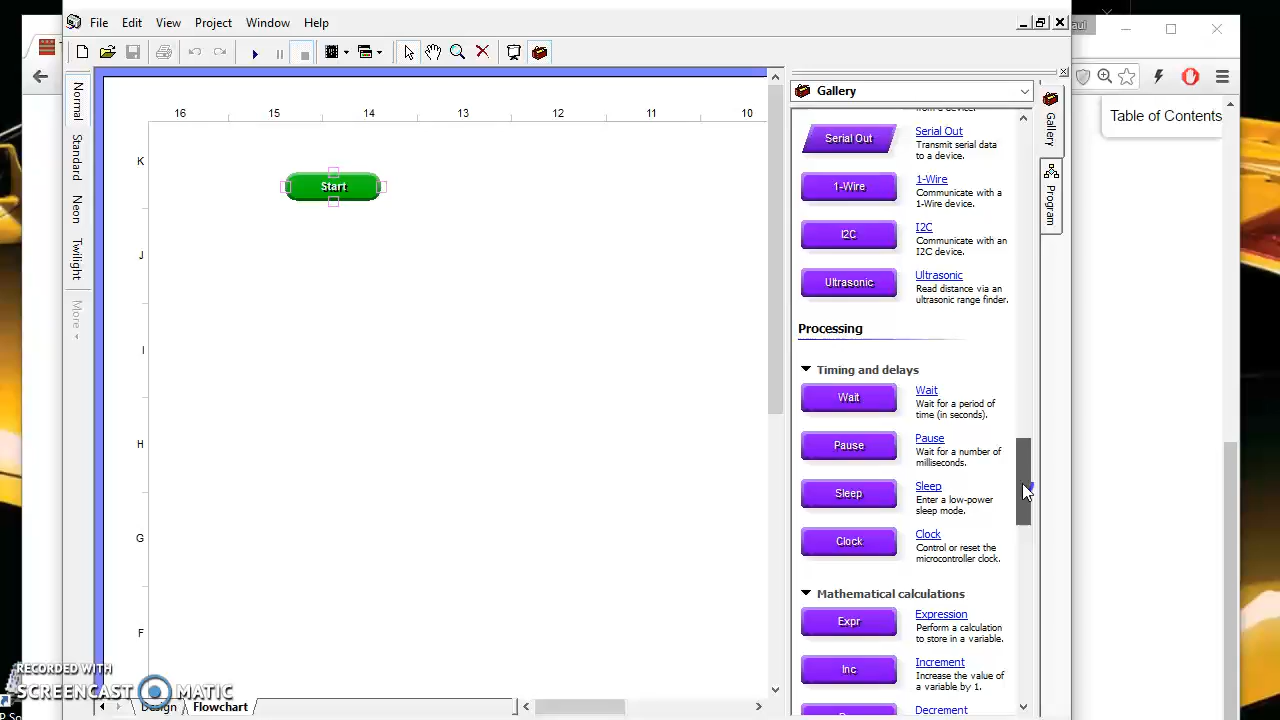 File Edit View Project Window Help
Gallery
Normal
Standard
Neon
Twilight
More
16 15 14 13 12 11 10
K
J
I
H
G
F
Start
Serial Out
Serial Out
Transmit serial data
to a device.
1-Wire
1-Wire
Communicate with a
1-Wire device.
I2C
I2C
Communicate with an
I2C device.
Ultrasonic
Ultrasonic
Read distance via an
ultrasonic range finder.
Processing
Timing and delays
Wait
Wait
Wait for a period of
time (in seconds).
Pause
Pause
Wait for a number of
milliseconds.
Sleep
Sleep
Enter a low-power
sleep mode.
Clock
Clock
Control or reset the
microcontroller clock.
Mathematical calculations
Expr
Expression
Perform a calculation
to store in a variable.
Inc
Increment
Increase the value of
a variable by 1.
Decrement
Gallery
Program
Table of Contents
Design Flowchart
RECORDED WITH
SCREENCAST MATIC